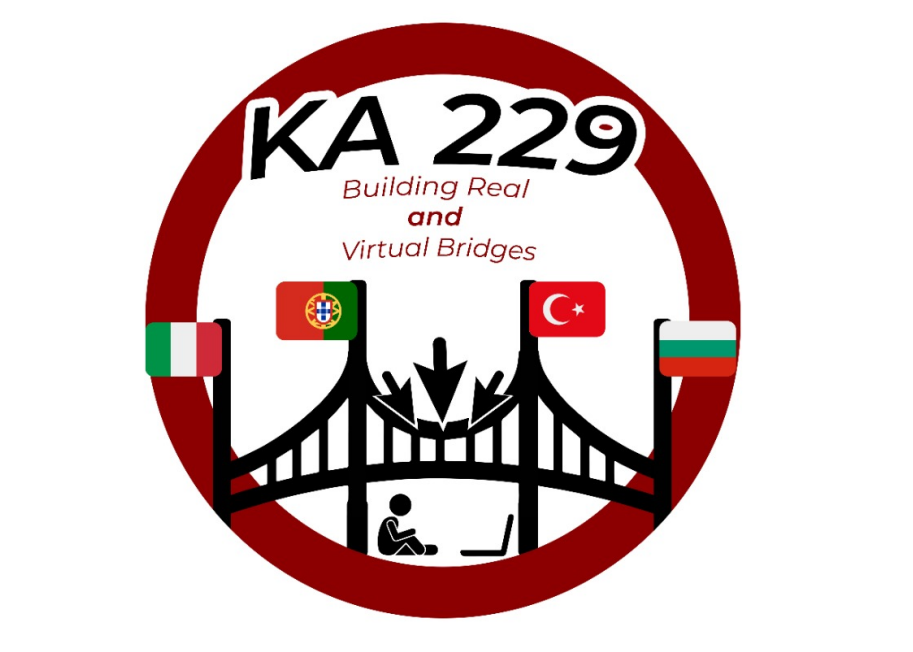 KA 229
Building Real
and
Virtual Bridges